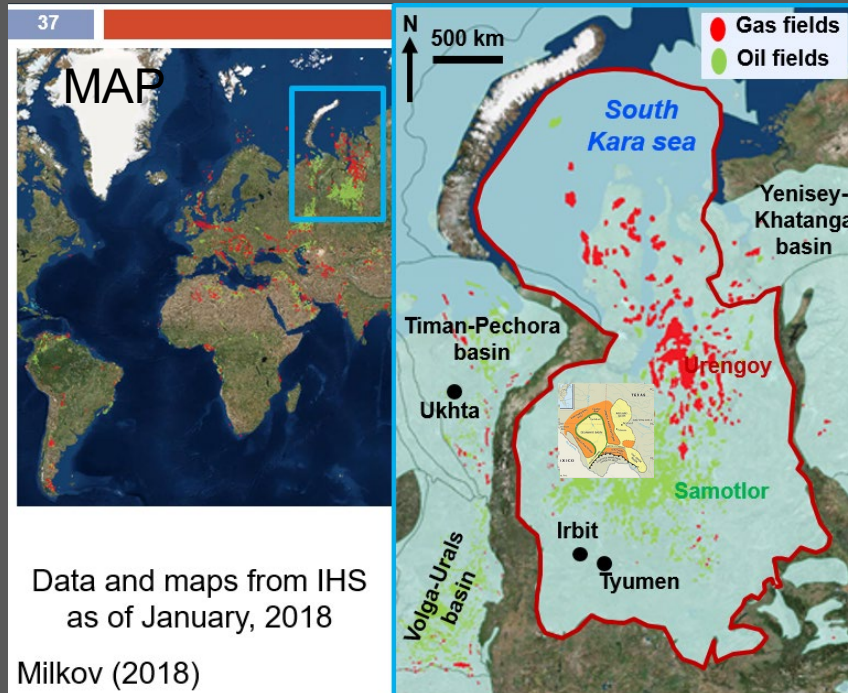 37
MAP
Data and maps from IHS
as of January, 2018
Milkov (2018)
N
500 km
Gas fields
Oil fields
South
Kara sea
Yenisey-
Khatanga
basin
Timan-Pechora
basin
Ukhta
Urengoy
Samotlor
Irbit
Tyumen
Volga-Urals
basin
TEXAS